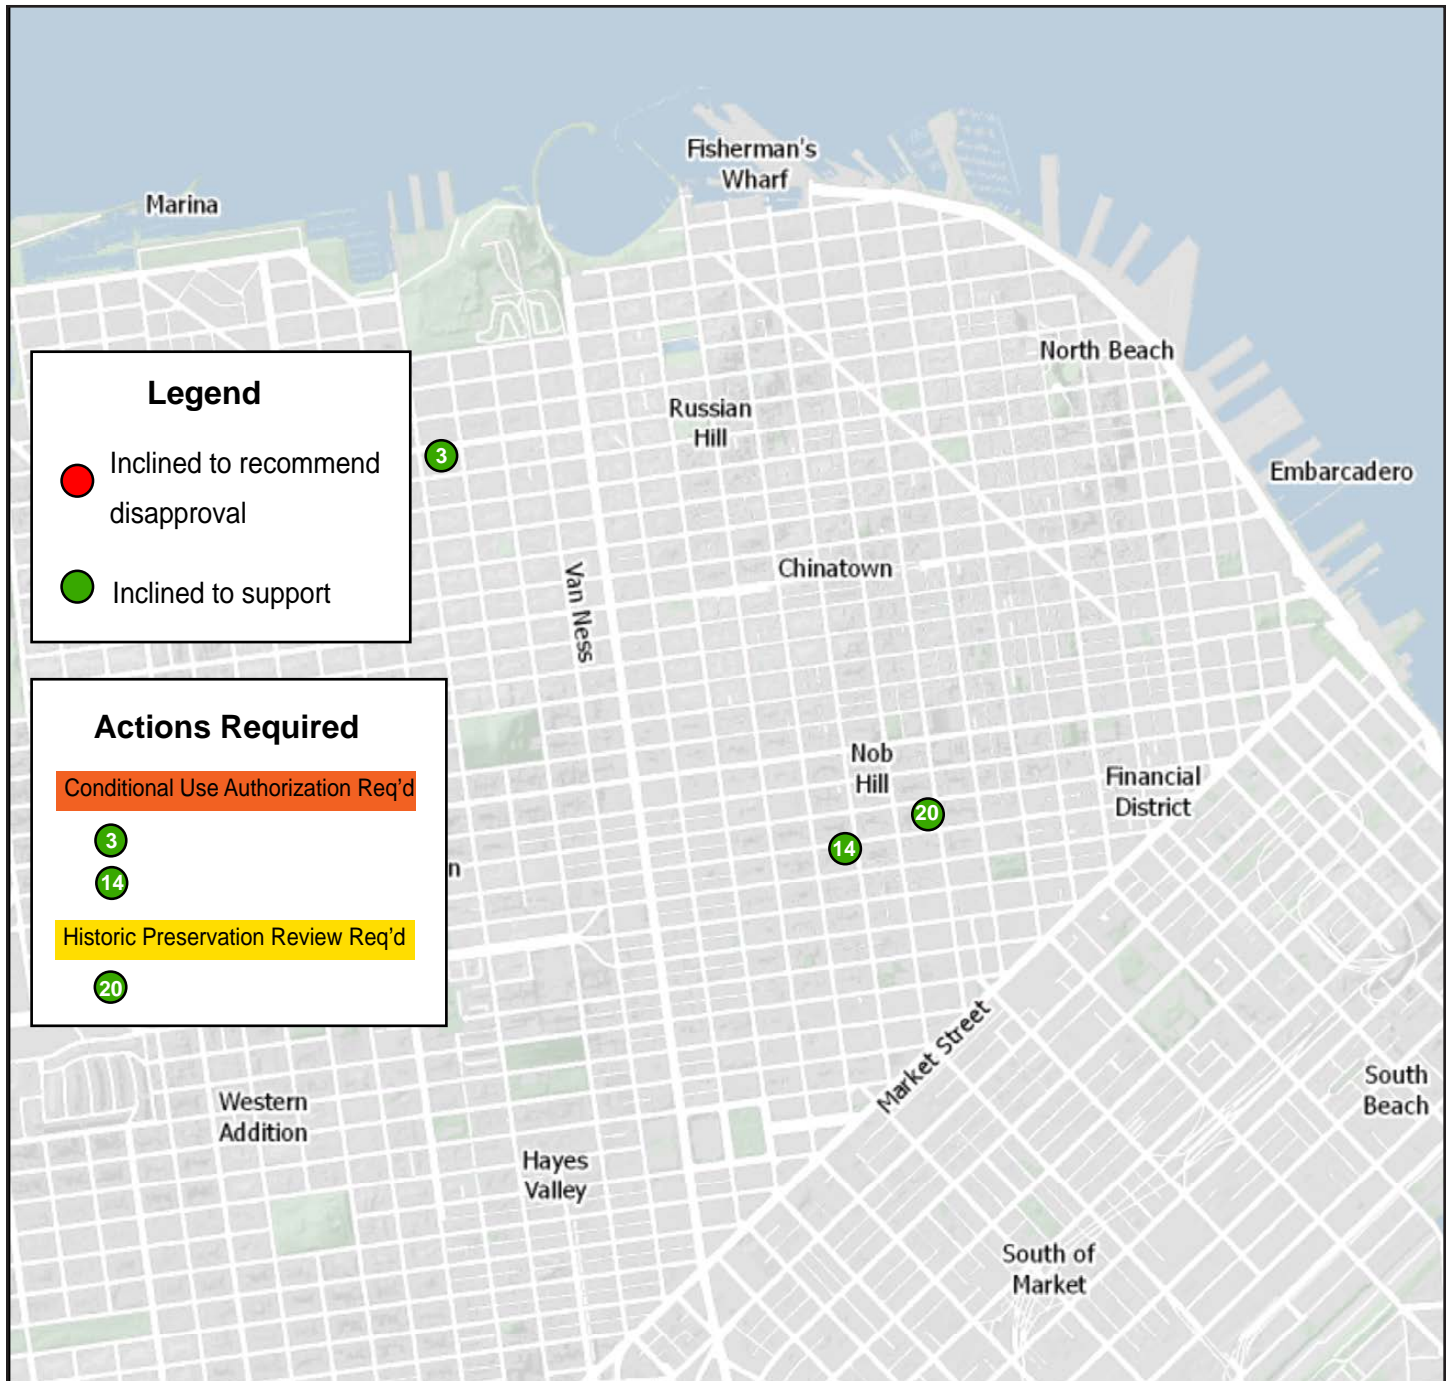 Fisherman's
Wharf
Marina
North Beach
Legend
Russian
Hill
Inclined to recommend
disapproval
3
Embarcadero
Chinatown
Inclined to support
Van Ness
Actions Required
Nob
Hill
Financial
District
Conditional Use Authorization Req'd
20
3
14
14
n
Historic Preservation Review Req'd
20
Market Street
South
Beach
Western
Addition
Hayes
Valley
South of
Market